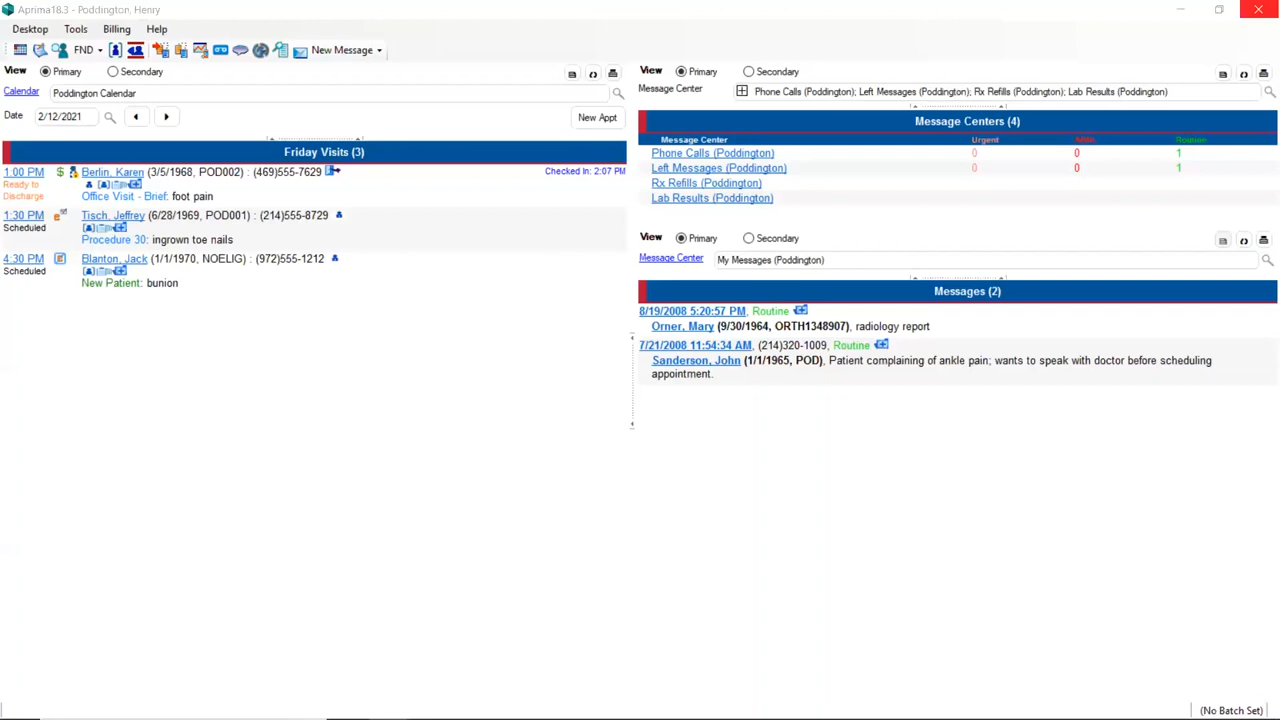 Aprima18.3 - Poddington, Henry
Desktop Tools Billing Help
FND New Message
View Primary Secondary
Calendar Poddington Calendar
Date 2/12/2021 New Appt
Friday Visits (3)
1:00 PM $ Berlin, Karen (3/5/1968, POD002) : (469)555-7629 Checked In: 2:07 PM
Ready to
Discharge
Office Visit - Brief: foot pain
1:30 PM Tisch, Jeffrey (6/28/1969, POD001) : (214)555-8729
Scheduled
Procedure 30: ingrown toe nails
4:30 PM Blanton, Jack (1/1/1970, NOELIG) : (972)555-1212
Scheduled
New Patient: bunion
View Primary Secondary
Message Center Phone Calls (Poddington); Left Messages (Poddington); Rx Refills (Poddington); Lab Results (Poddington)
Message Centers (4)
Message Center Urgent Routine
Phone Calls (Poddington) 0 0 1
Left Messages (Poddington) 0 0 1
Rx Refills (Poddington)
Lab Results (Poddington)
View Primary Secondary
Message Center My Messages (Poddington)
Messages (2)
8/19/2008 5:20:57 PM, Routine
Orner, Mary (9/30/1964, ORTH1348907), radiology report
7/21/2008 11:54:34 AM, (214)320-1009, Routine
Sanderson, John (1/1/1965, POD), Patient complaining of ankle pain; wants to speak with doctor before scheduling
appointment.
(No Batch Set)